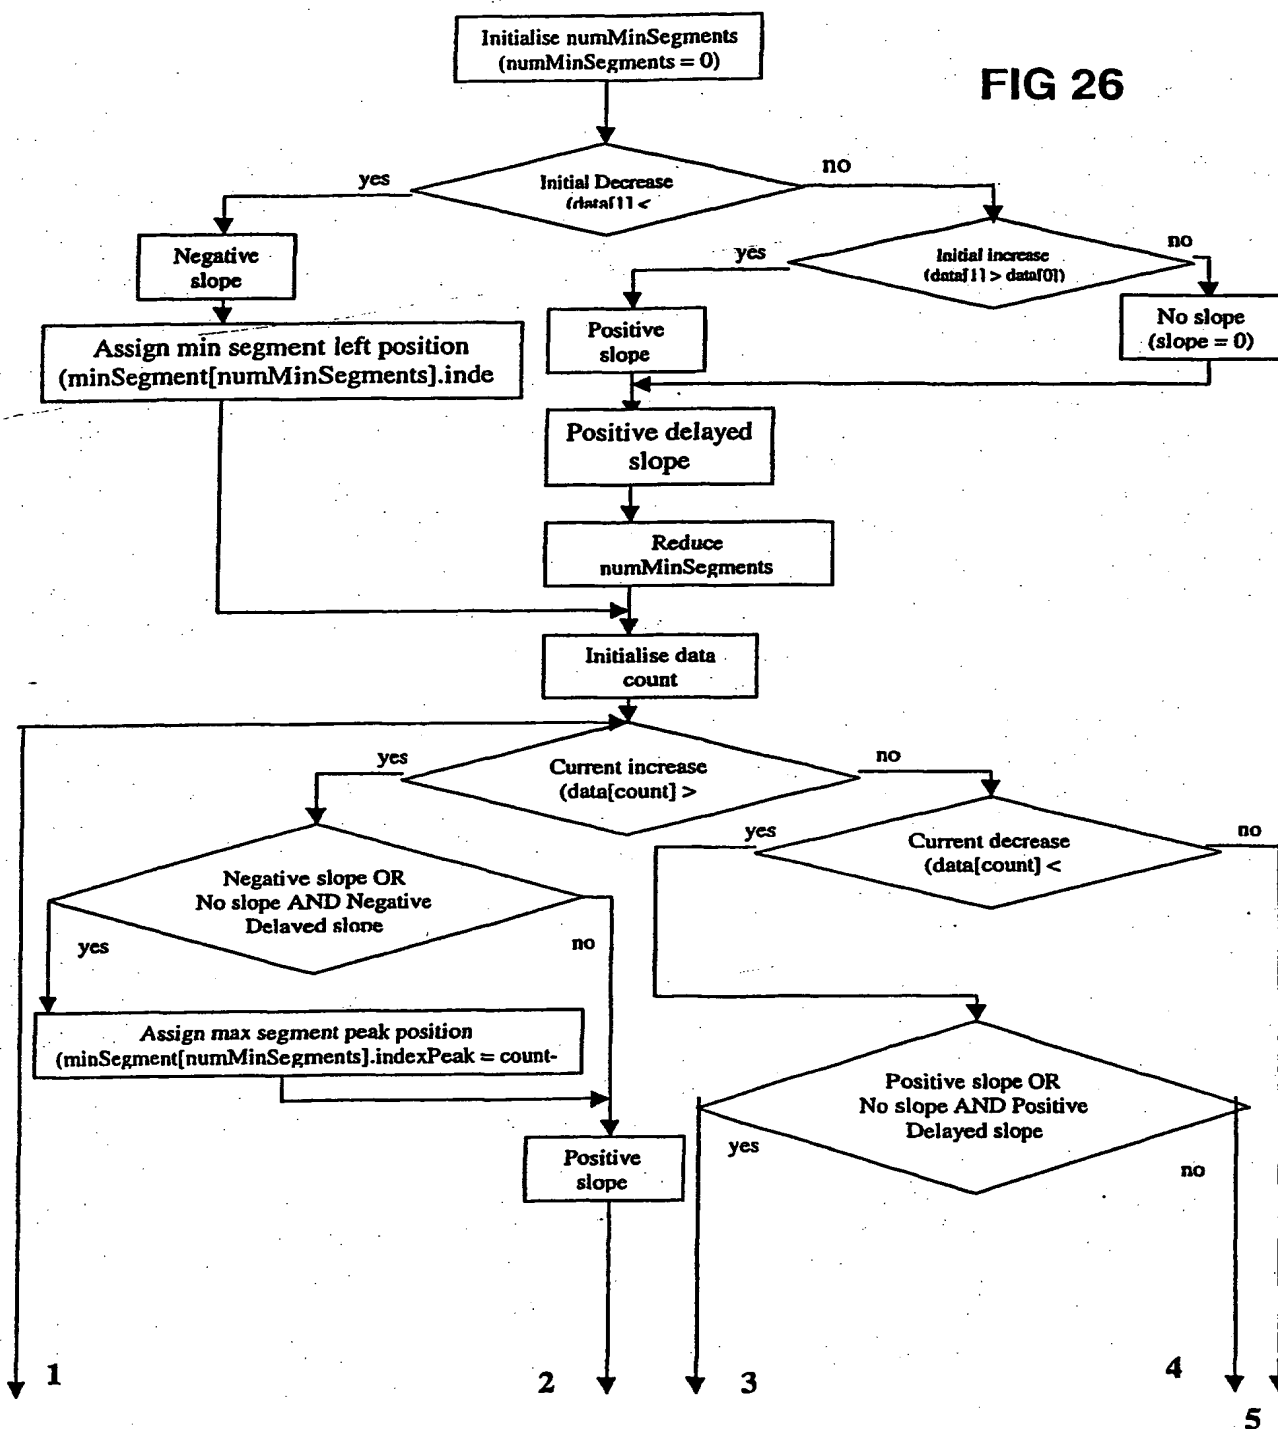 Initialise numMinSegments
(numMinSegments = 0)
FIG 26
yes
Initial Decrease
(data[1] <
no
Negative
slope
yes
Initial increase
(data[1] > data[0])
no
Assign min segment left position
(minSegment[numMinSegments].inde
Positive
slope
No slope
(slope = 0)
Positive delayed
slope
Reduce
numMinSegments
Initialise data
count
yes
Current increase
(data[count] >
no
yes
Current decrease
(data[count] <
no
Negative slope OR
No slope AND Negative
Delayed slope
yes
no
Assign max segment peak position
(minSegment[numMinSegments].indexPeak = count-
Positive slope OR
No slope AND Positive
Delayed slope
yes
no
Positive
slope
1
2
3
4
5